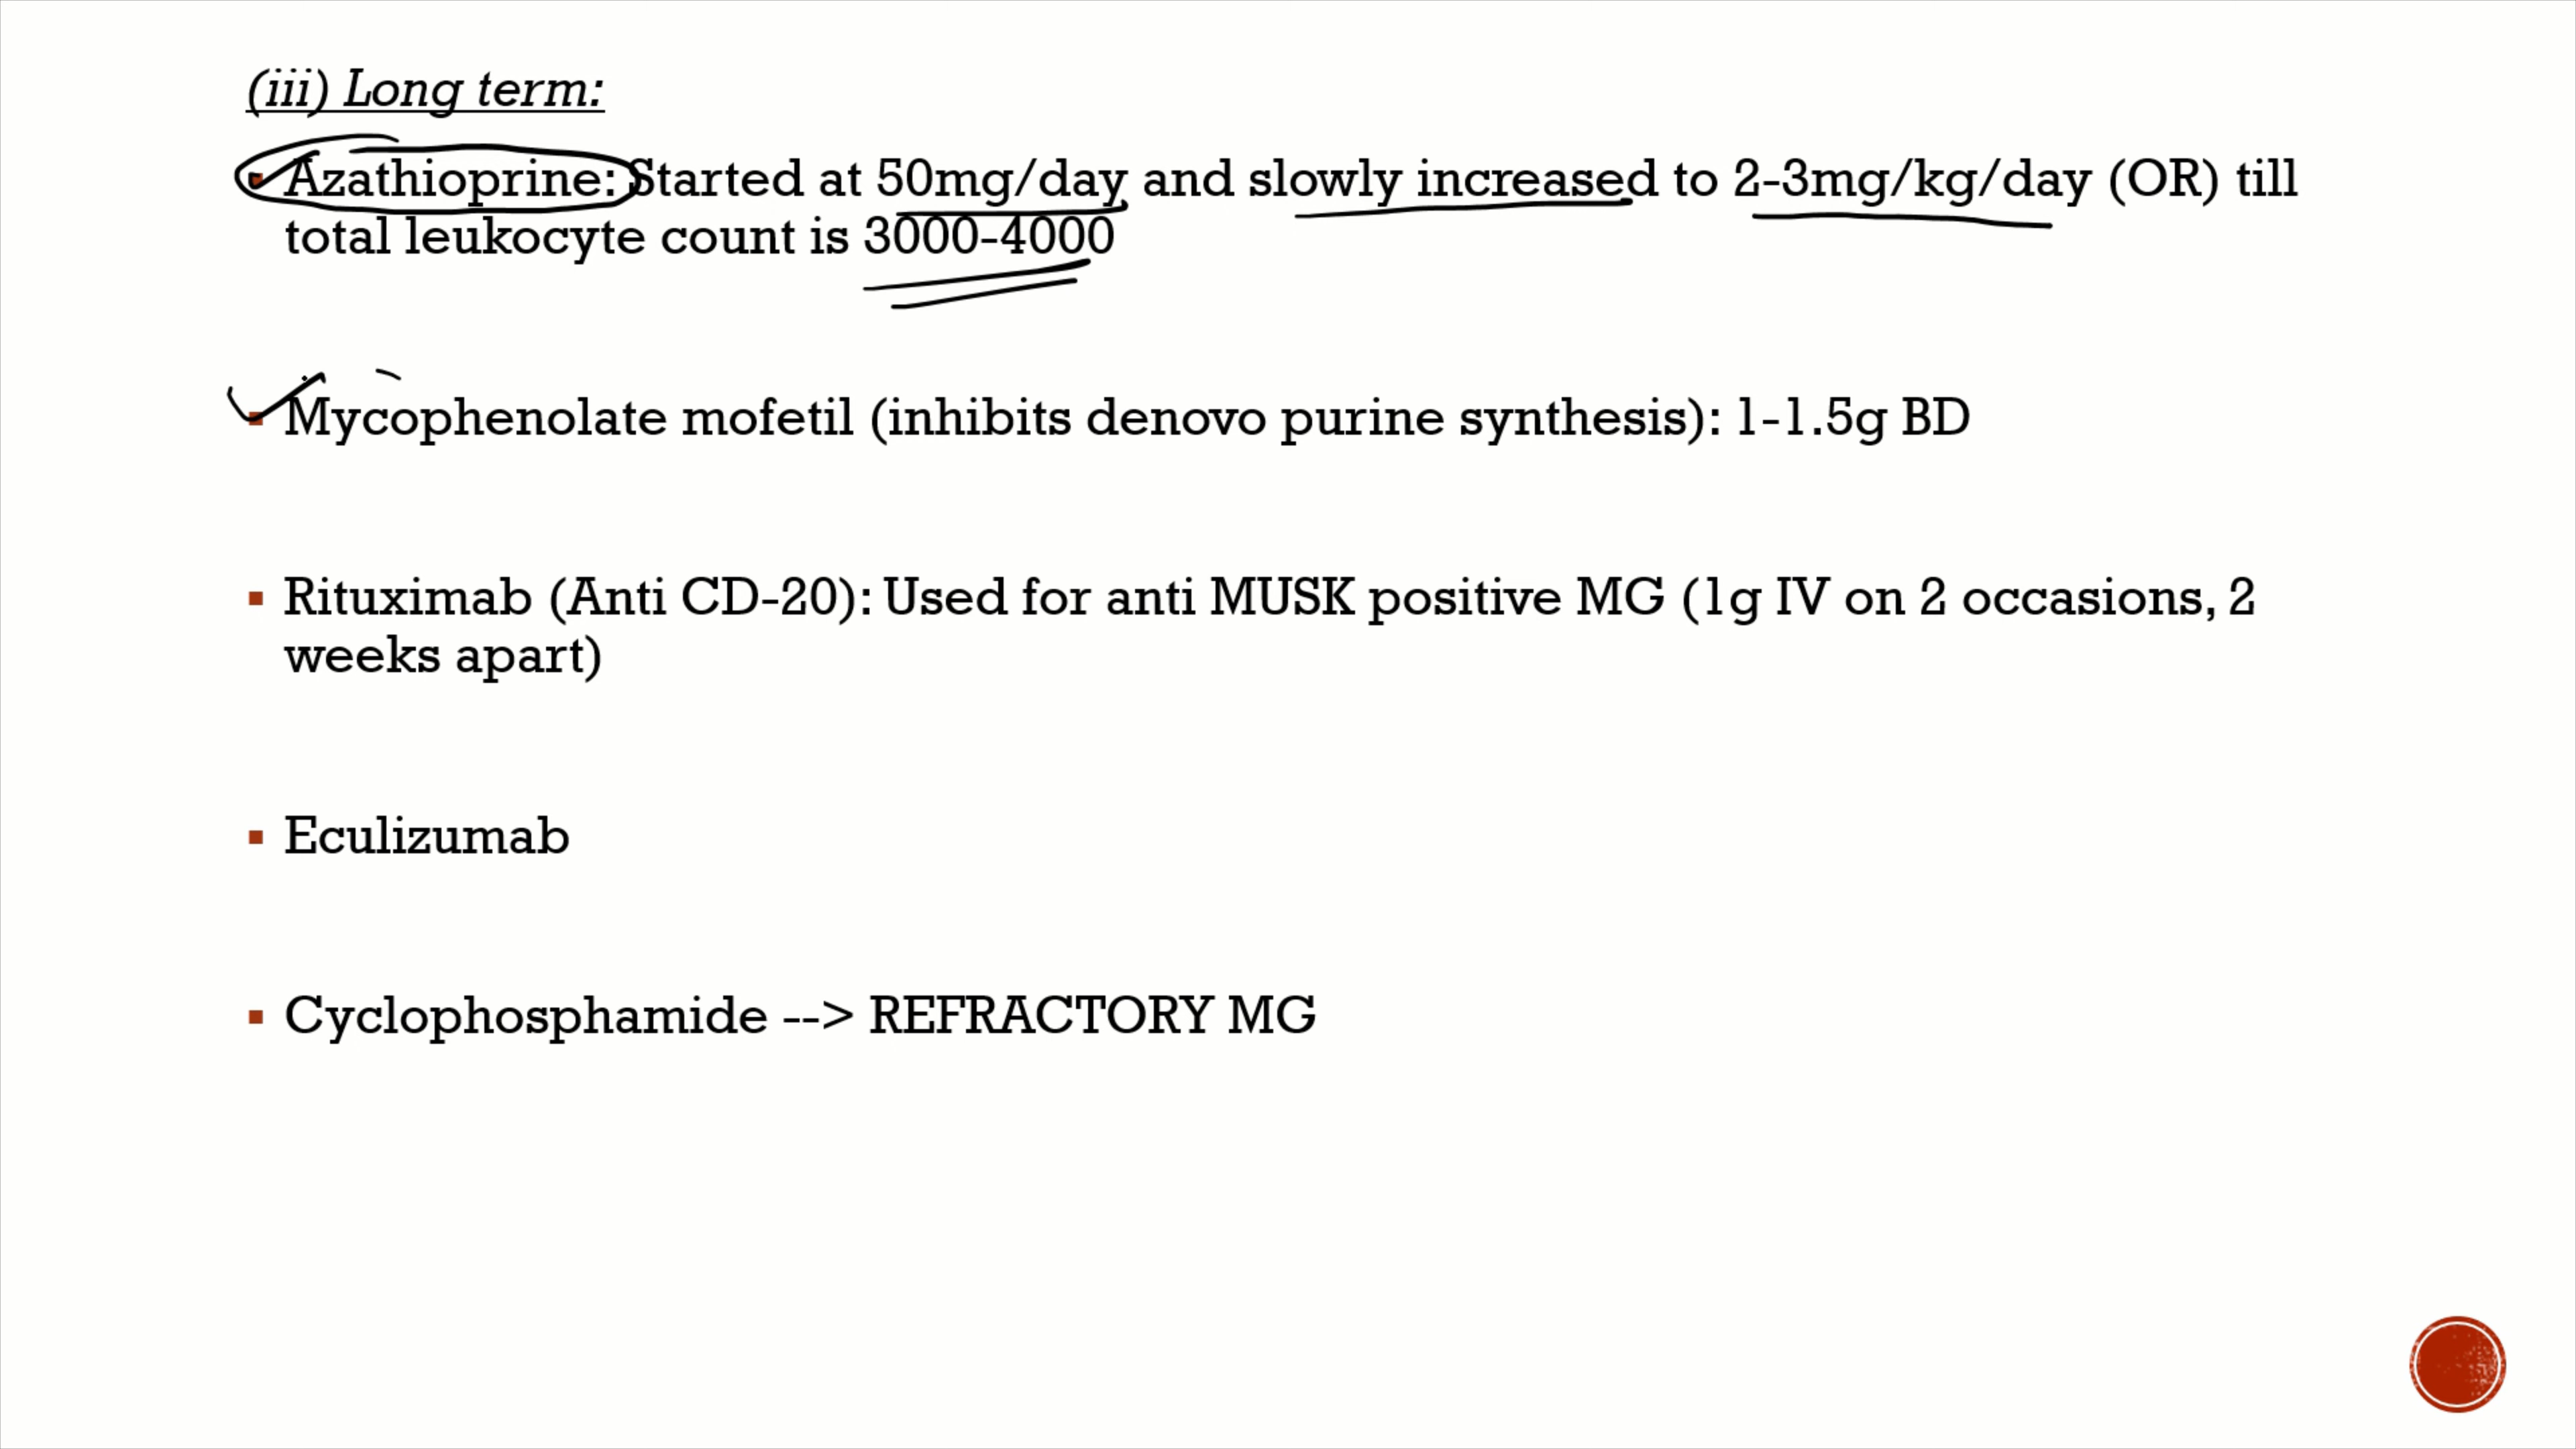 (iii) Long term:
▪ Azathioprine: Started at 50mg/day and slowly increased to 2-3mg/kg/day (OR) till
total leukocyte count is 3000-4000
▪ Mycophenolate mofetil (inhibits denovo purine synthesis): 1-1.5g BD
▪ Rituximab (Anti CD-20): Used for anti MUSK positive MG (1g IV on 2 occasions, 2
weeks apart)
▪ Eculizumab
▪ Cyclophosphamide --> REFRACTORY MG